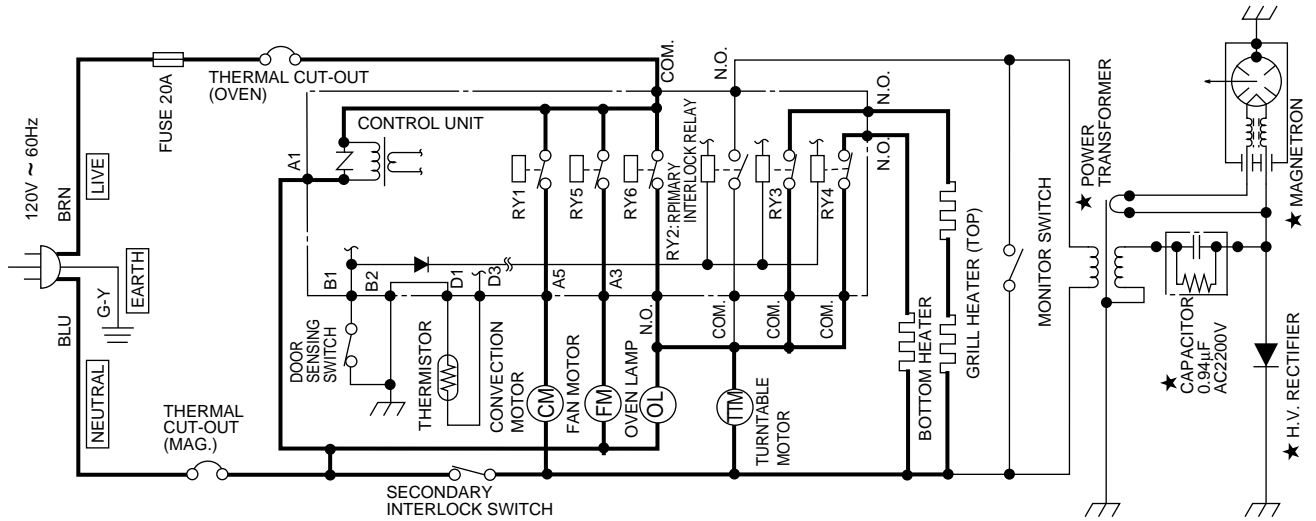 120V ~ 60Hz
BRN
LIVE
G-Y
EARTH
BLU
NEUTRAL
FUSE 20A
THERMAL CUT-OUT
(OVEN)
THERMAL
CUT-OUT
(MAG.)
SECONDARY
INTERLOCK SWITCH
CONTROL UNIT
A1
COM.
B1
B2
D1
D3
A5
A3
N.O.
COM.
COM.
COM.
RY1
RY5
RY6
RY2: RPIMARY
INTERLOCK RELAY
RY3
RY4
N.O.
N.O.
N.O.
DOOR
SENSING
SWITCH
THERMISTOR
CONVECTION
MOTOR
CM
FAN MOTOR
FM
OVEN LAMP
OL
TURNTABLE
MOTOR
TTM
BOTTOM HEATER
GRILL HEATER (TOP)
MONITOR SWITCH
★ POWER
TRANSFORMER
★ CAPACITOR
0.94µF
AC2200V
★ MAGNETRON
★ H.V. RECTIFIER